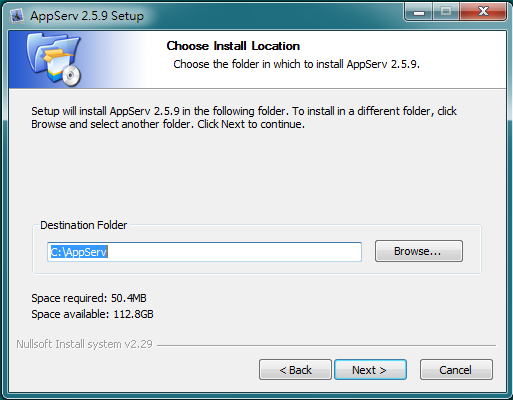 AppServ 2.5.9 Setup
Choose Install Location
Choose the folder in which to install AppServ 2.5.9.
Setup will install AppServ 2.5.9 in the following folder. To install in a different folder, click
Browse and select another folder. Click Next to continue.
Destination Folder
C:\AppServ
Browse...
Space required: 50.4MB
Space available: 112.8GB
Nullsoft Install system v2.29
< Back
Next >
Cancel